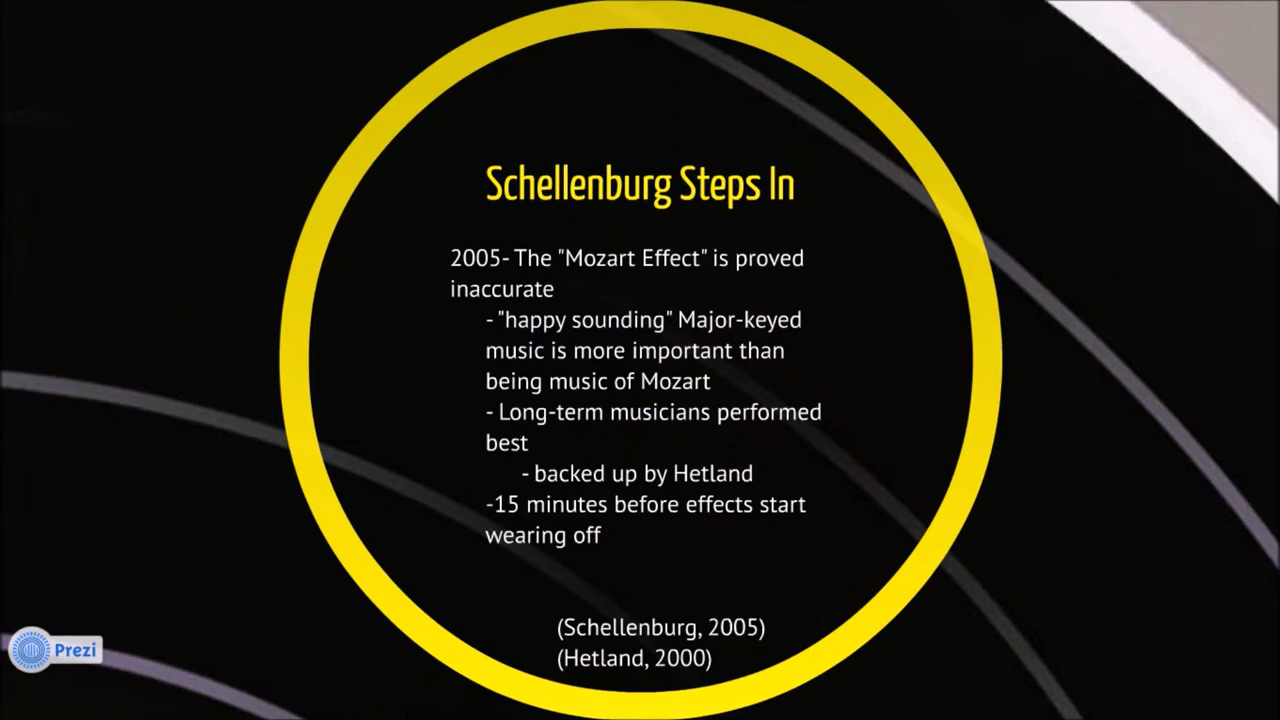 Schellenburg Steps In
2005- The "Mozart Effect" is proved
inaccurate
- "happy sounding" Major-keyed
music is more important than
being music of Mozart
- Long-term musicians performed
best
- backed up by Hetland
-15 minutes before effects start
wearing off
(Schellenburg, 2005)
(Hetland, 2000)
Prezi